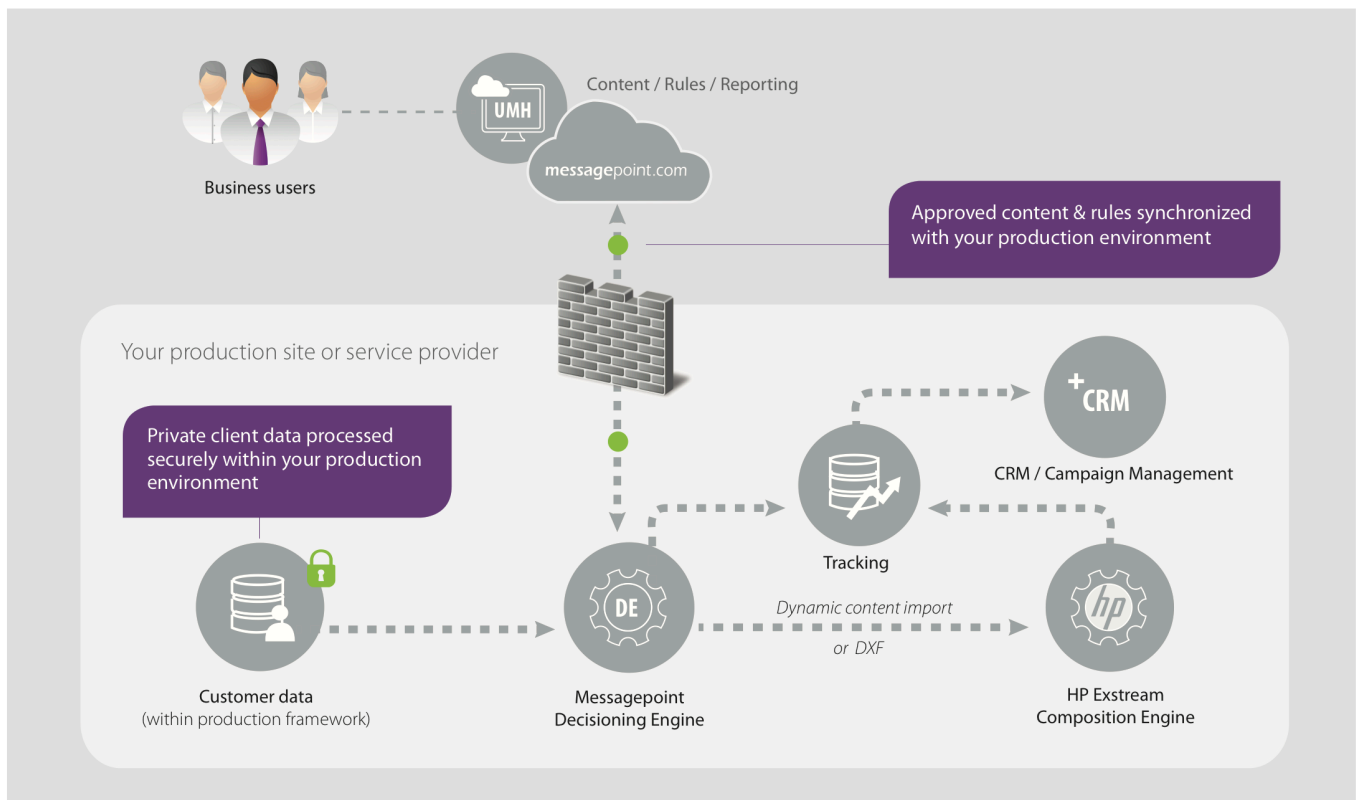 Content / Rules / Reporting
UMH
messagepoint.com
Business users
Approved content & rules synchronized
with your production environment
Your production site or service provider
+CRM
Private client data processed
securely within your production
environment
CRM / Campaign Management
Tracking
DE
Dynamic content import
or DXF
hp
Customer data
(within production framework)
Messagepoint
Decisioning Engine
HP Exstream
Composition Engine